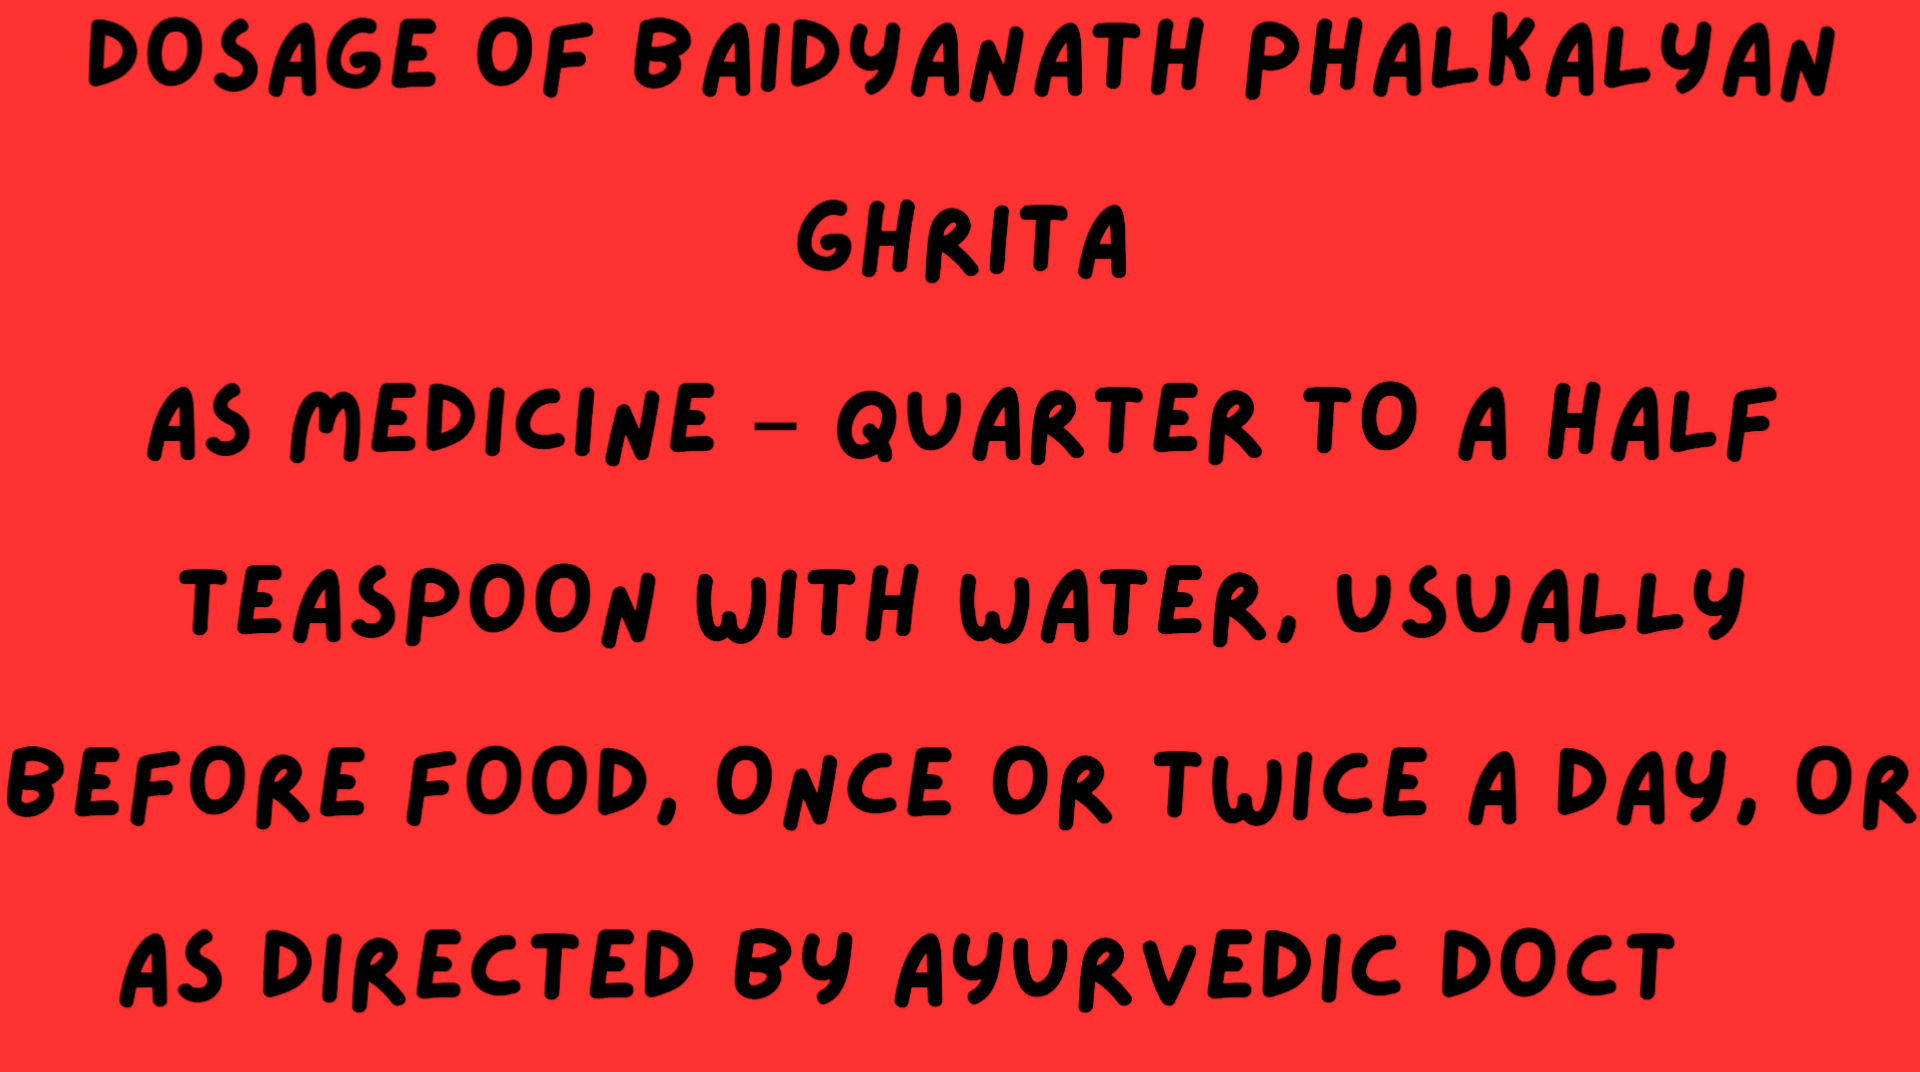 DOSAGE OF BAIDYANATH PHALKALYAN
GHRITA
AS MEDICINE – QUARTER TO A HALF
TEASPOON WITH WATER, USUALLY
BEFORE FOOD, ONCE OR TWICE A DAY, OR
AS DIRECTED BY AYURVEDIC DOCT